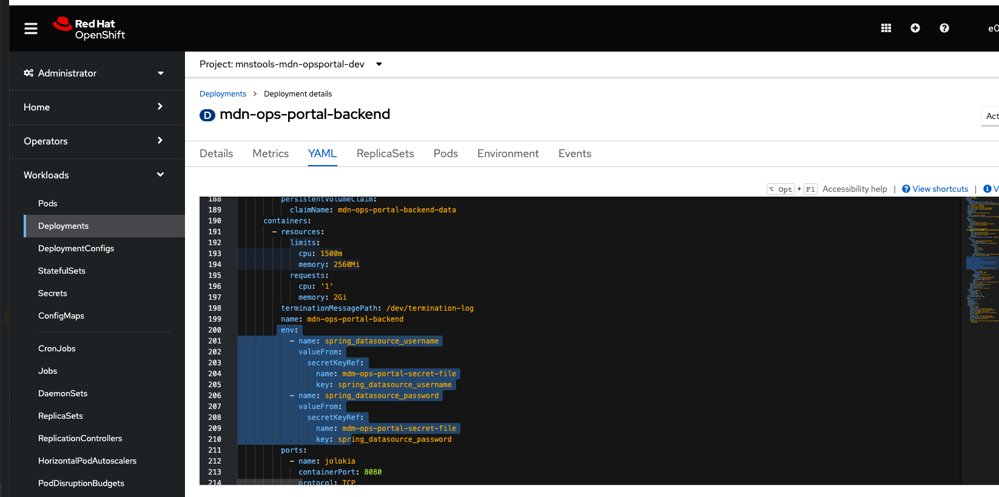 Red Hat
OpenShift
e0
Administrator
Home
Operators
Workloads
Pods
Deployments
DeploymentConfigs
StatefulSets
Secrets
ConfigMaps
CronJobs
Jobs
DaemonSets
ReplicaSets
ReplicationControllers
HorizontalPodAutoscalers
PodDisruptionBudgets
Project: mnstools-mdn-opsportal-dev
Deployments > Deployment details
D mdn-ops-portal-backend
Act
Details Metrics YAML ReplicaSets Pods Environment Events
⌥ Opt + F1 Accessibility help | View shortcuts | V
188 persistentVolumeClaim:
189 claimName: mdn-ops-portal-backend-data
190 containers:
191 - resources:
192 limits:
193 cpu: 1500m
194 memory: 2560Mi
195 requests:
196 cpu: '1'
197 memory: 2Gi
198 terminationMessagePath: /dev/termination-log
199 name: mdn-ops-portal-backend
200 env:
201 - name: spring_datasource_username
202 valueFrom:
203 secretKeyRef:
204 name: mdm-ops-portal-secret-file
205 key: spring_datasource_username
206 - name: spring_datasource_password
207 valueFrom:
208 secretKeyRef:
209 name: mdm-ops-portal-secret-file
210 key: spring_datasource_password
211 ports:
212 - name: jolokia
213 containerPort: 8080
214 protocol: TCP